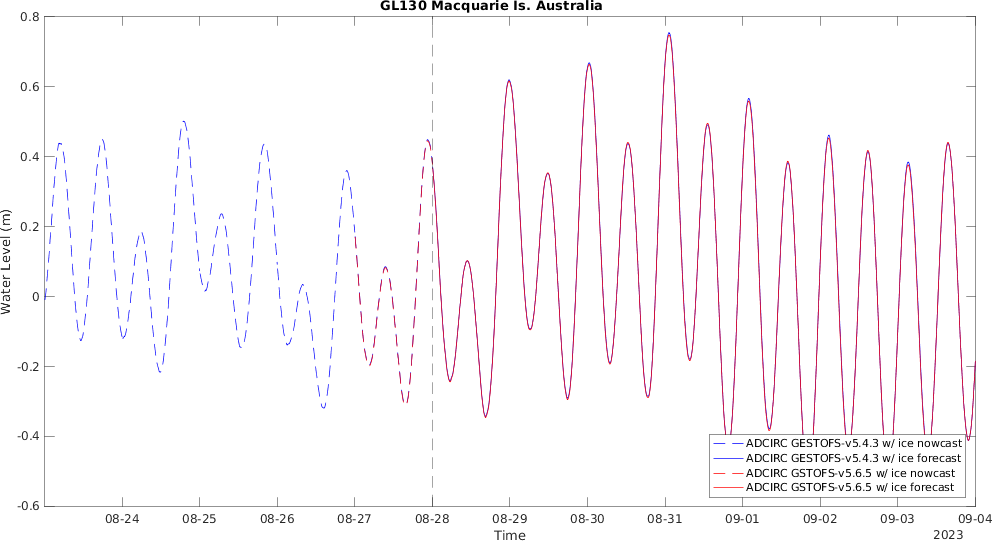 GL130 Macquarie Is. Australia
0.8
0.6
0.4
0.2
0
-0.2
-0.4
-0.6
Water Level (m)
ADCIRC GESTOFS-v5.4.3 w/ ice nowcast
ADCIRC GESTOFS-v5.4.3 w/ ice forecast
ADCIRC GSTOFS-v5.6.5 w/ ice nowcast
ADCIRC GSTOFS-v5.6.5 w/ ice forecast
08-24 08-25 08-26 08-27 08-28 08-29 08-30 08-31 09-01 09-02 09-03 09-04
Time
2023